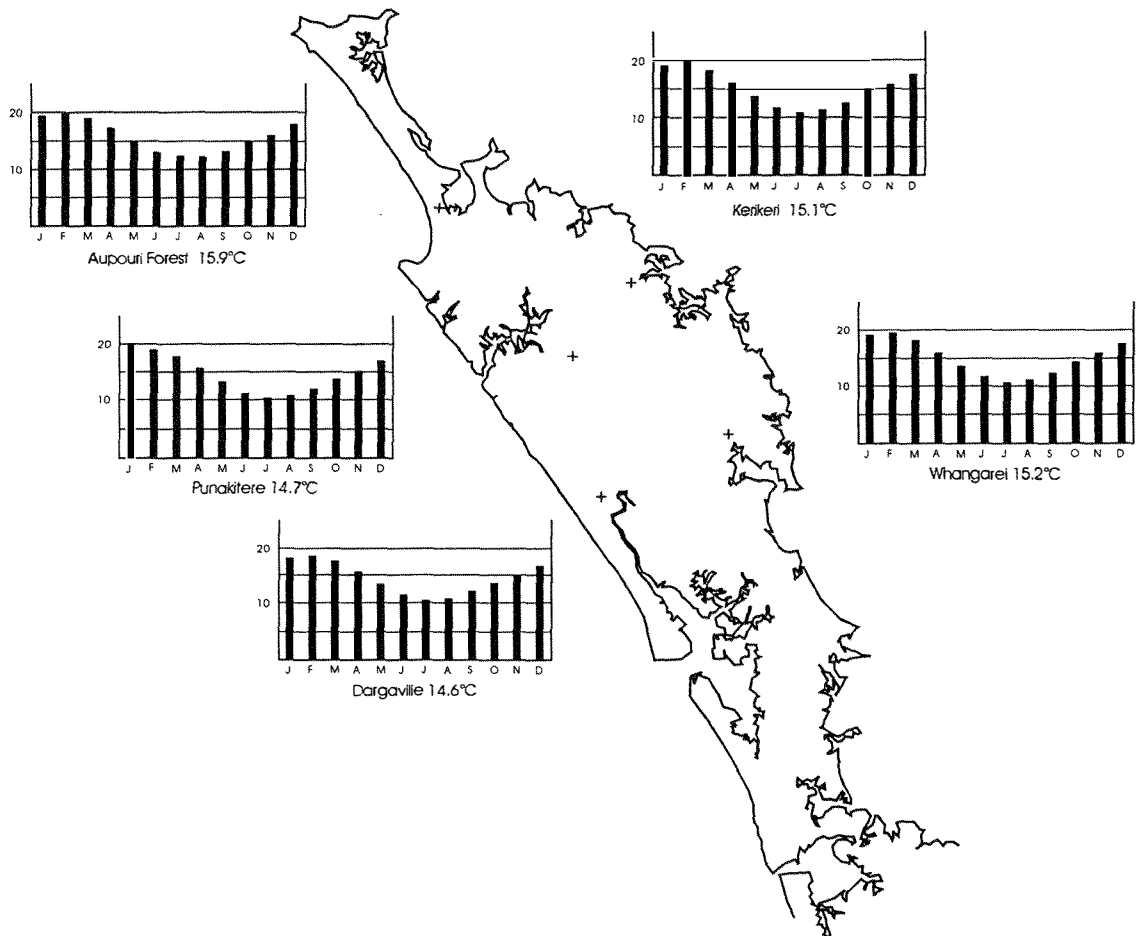 20
10
J F M A M J J A S O N D
Aupouri Forest 15.9°C
20
10
J F M A M J J A S O N D
Kerikeri 15.1°C
20
10
J F M A M J J A S O N D
Punakitere 14.7°C
20
10
J F M A M J J A S O N D
Whangarei 15.2°C
20
10
J F M A M J J A S O N D
Dargaville 14.6°C